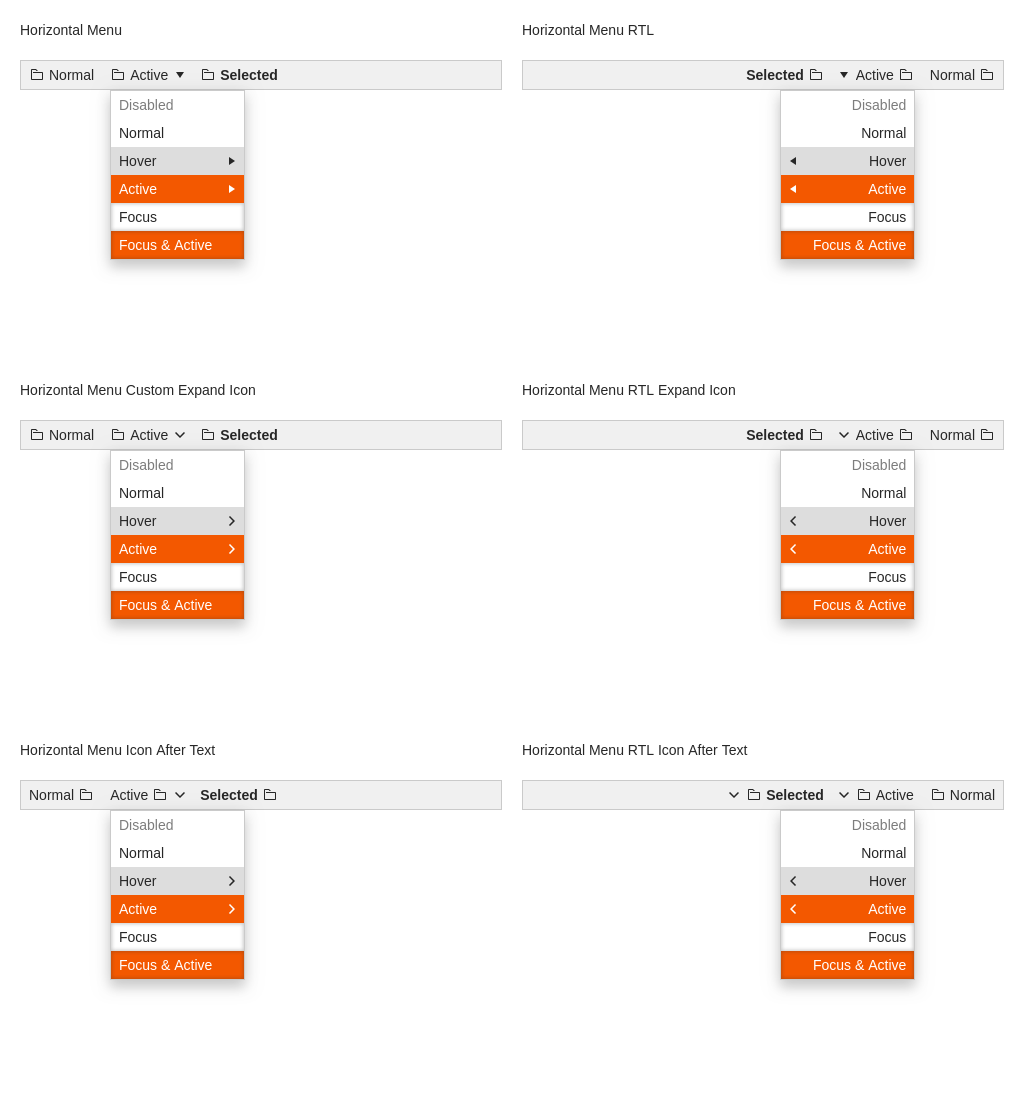 Horizontal Menu
Normal Active Selected
Disabled
Normal
Hover
Active
Focus
Focus & Active
Horizontal Menu RTL
Selected Active Normal
Disabled
Normal
Hover
Active
Focus
Focus & Active
Horizontal Menu Custom Expand Icon
Normal Active Selected
Disabled
Normal
Hover
Active
Focus
Focus & Active
Horizontal Menu RTL Expand Icon
Selected Active Normal
Disabled
Normal
Hover
Active
Focus
Focus & Active
Horizontal Menu Icon After Text
Normal Active Selected
Disabled
Normal
Hover
Active
Focus
Focus & Active
Horizontal Menu RTL Icon After Text
Selected Active Normal
Disabled
Normal
Hover
Active
Focus
Focus & Active